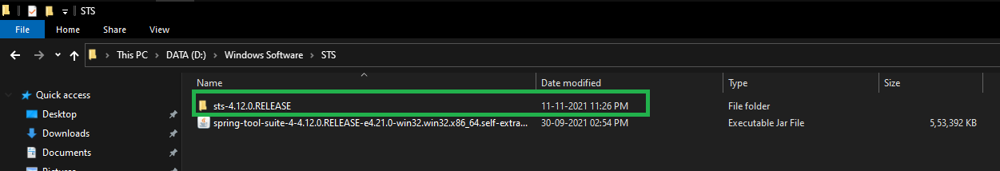 STS
File Home Share View
This PC > DATA (D:) > Windows Software > STS
Name Date modified Type Size
Quick access
sts-4.12.0.RELEASE 11-11-2021 11:26 PM File folder
Desktop
spring-tool-suite-4-4.12.0.RELEASE-e4.21.0-win32.win32.x86_64.self-extra... 30-09-2021 02:54 PM Executable Jar File 5,53,392 KB
Downloads
Documents
Pictures